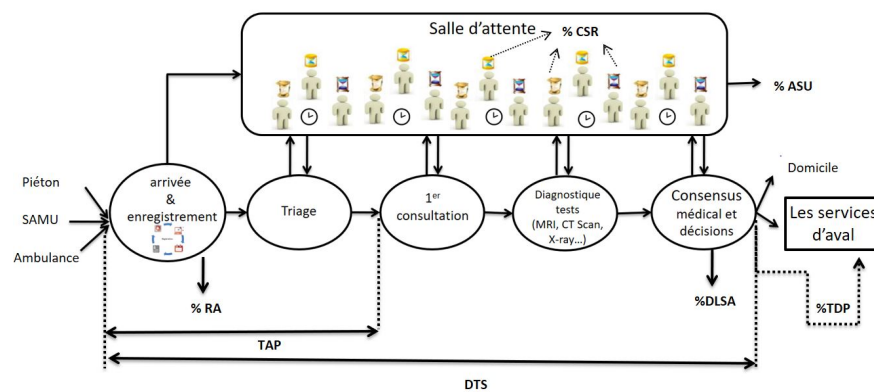 Salle d'attente
% CSR
% ASU
Piéton
SAMU
Ambulance
arrivée
&
enregistrement
Triage
1er
consultation
Diagnostique
tests
(MRI, CT Scan,
X-ray...)
Consensus
médical et
décisions
Domicile
Les services
d'aval
% RA
%DLSA
%TDP
TAP
DTS